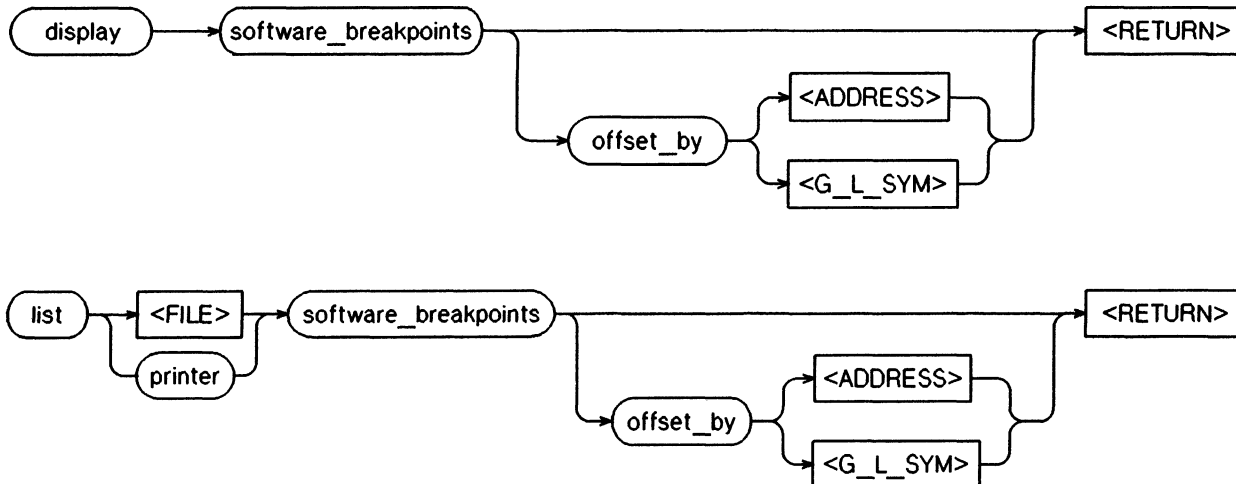 display software_breakpoints <RETURN>
<ADDRESS>
offset_by
<G_L_SYM>
list <FILE> software_breakpoints <RETURN>
printer
<ADDRESS>
offset_by
<G_L_SYM>